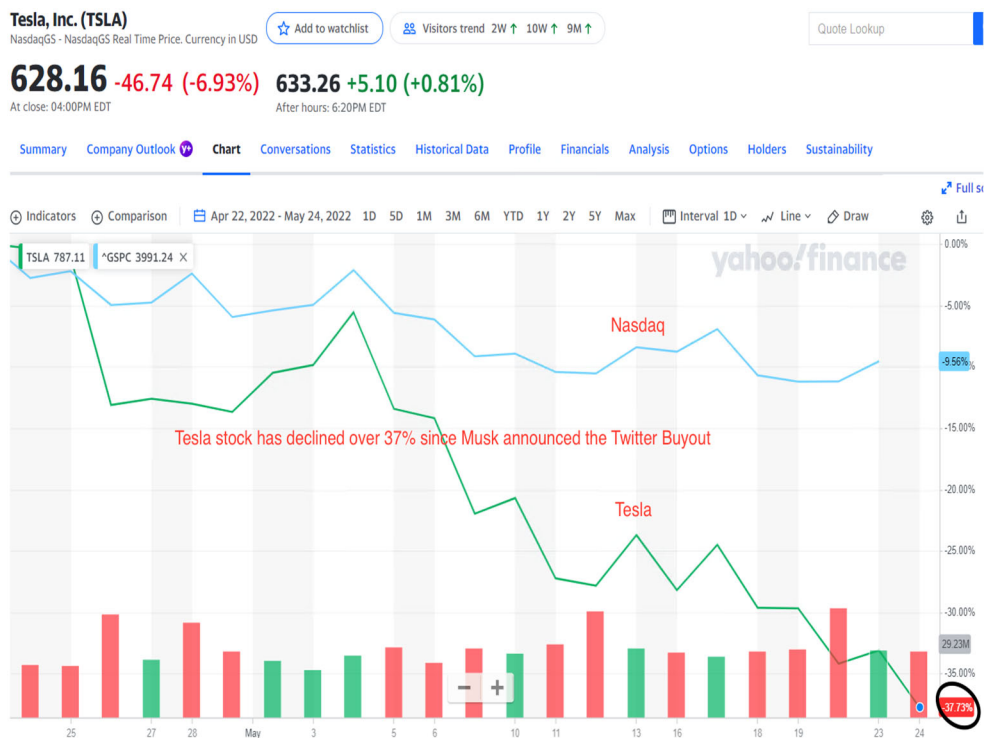 Tesla, Inc. (TSLA)
NasdaqGS - NasdaqGS Real Time Price. Currency in USD
Add to watchlist
Visitors trend 2W↑ 10W↑ 9M↑
Quote Lookup
628.16 -46.74 (-6.93%) 633.26 +5.10 (+0.81%)
At close: 04:00PM EDT After hours: 6:20PM EDT
Summary Company Outlook Y+ Chart Conversations Statistics Historical Data Profile Financials Analysis Options Holders Sustainability
Full s
Indicators Comparison Apr 22, 2022 - May 24, 2022 1D 5D 1M 3M 6M YTD 1Y 2Y 5Y Max Interval 1D Line Draw
TSLA 787.11 ^GSPC 3991.24 X
yahoo!finance
0.00%
-5.00%
Nasdaq
-9.56%
Tesla stock has declined over 37% since Musk announced the Twitter Buyout
-15.00%
-20.00%
Tesla
-25.00%
-30.00%
29.23M
-35.00%
− +
-37.73%
25 27 28 May 3 5 6 10 11 13 16 18 19 23 24